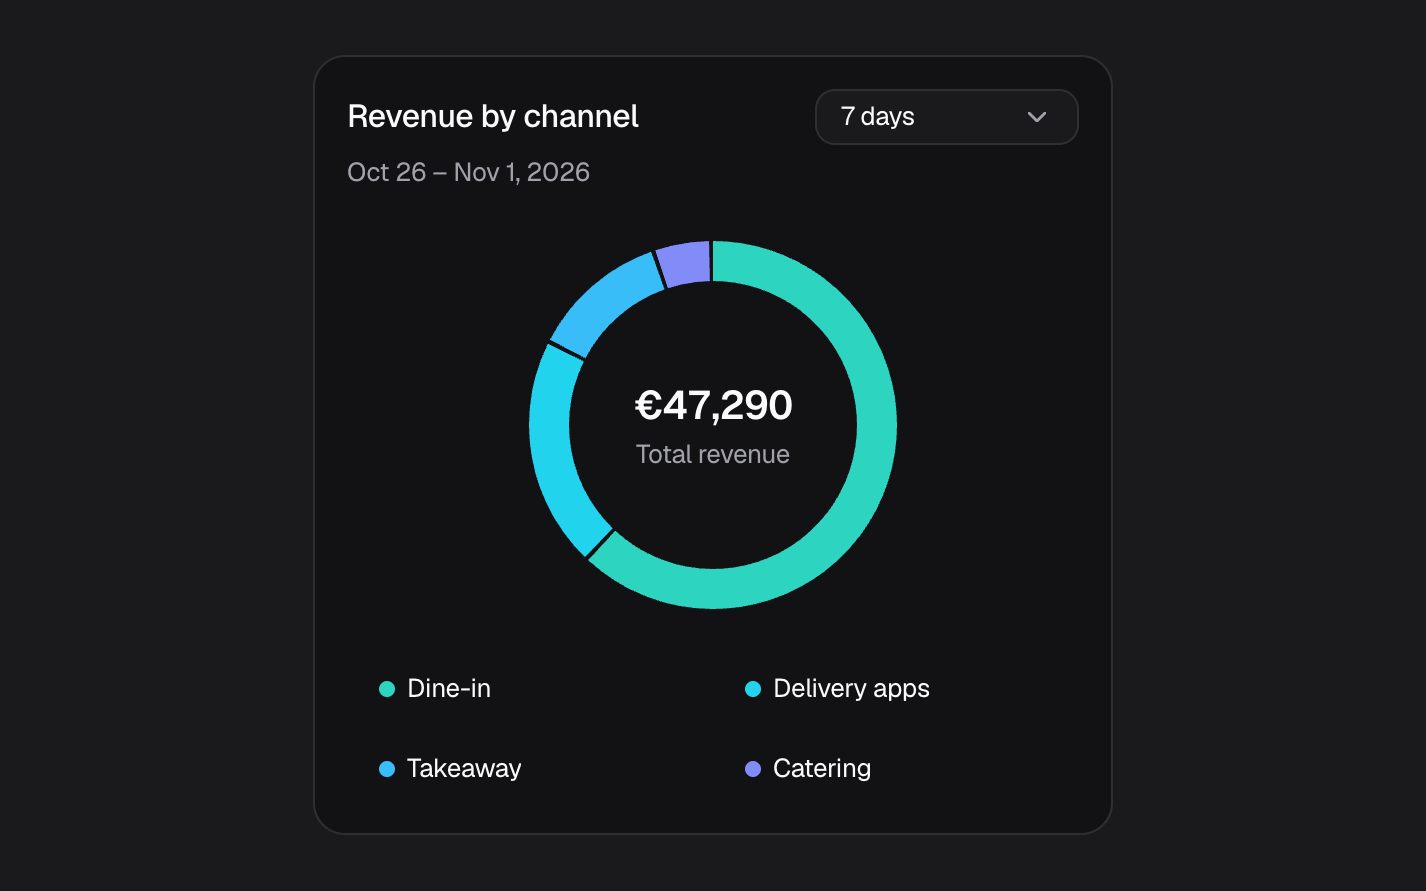 Revenue by channel
7 days
Oct 26 – Nov 1, 2026
€47,290
Total revenue
Dine-in
Delivery apps
Takeaway
Catering